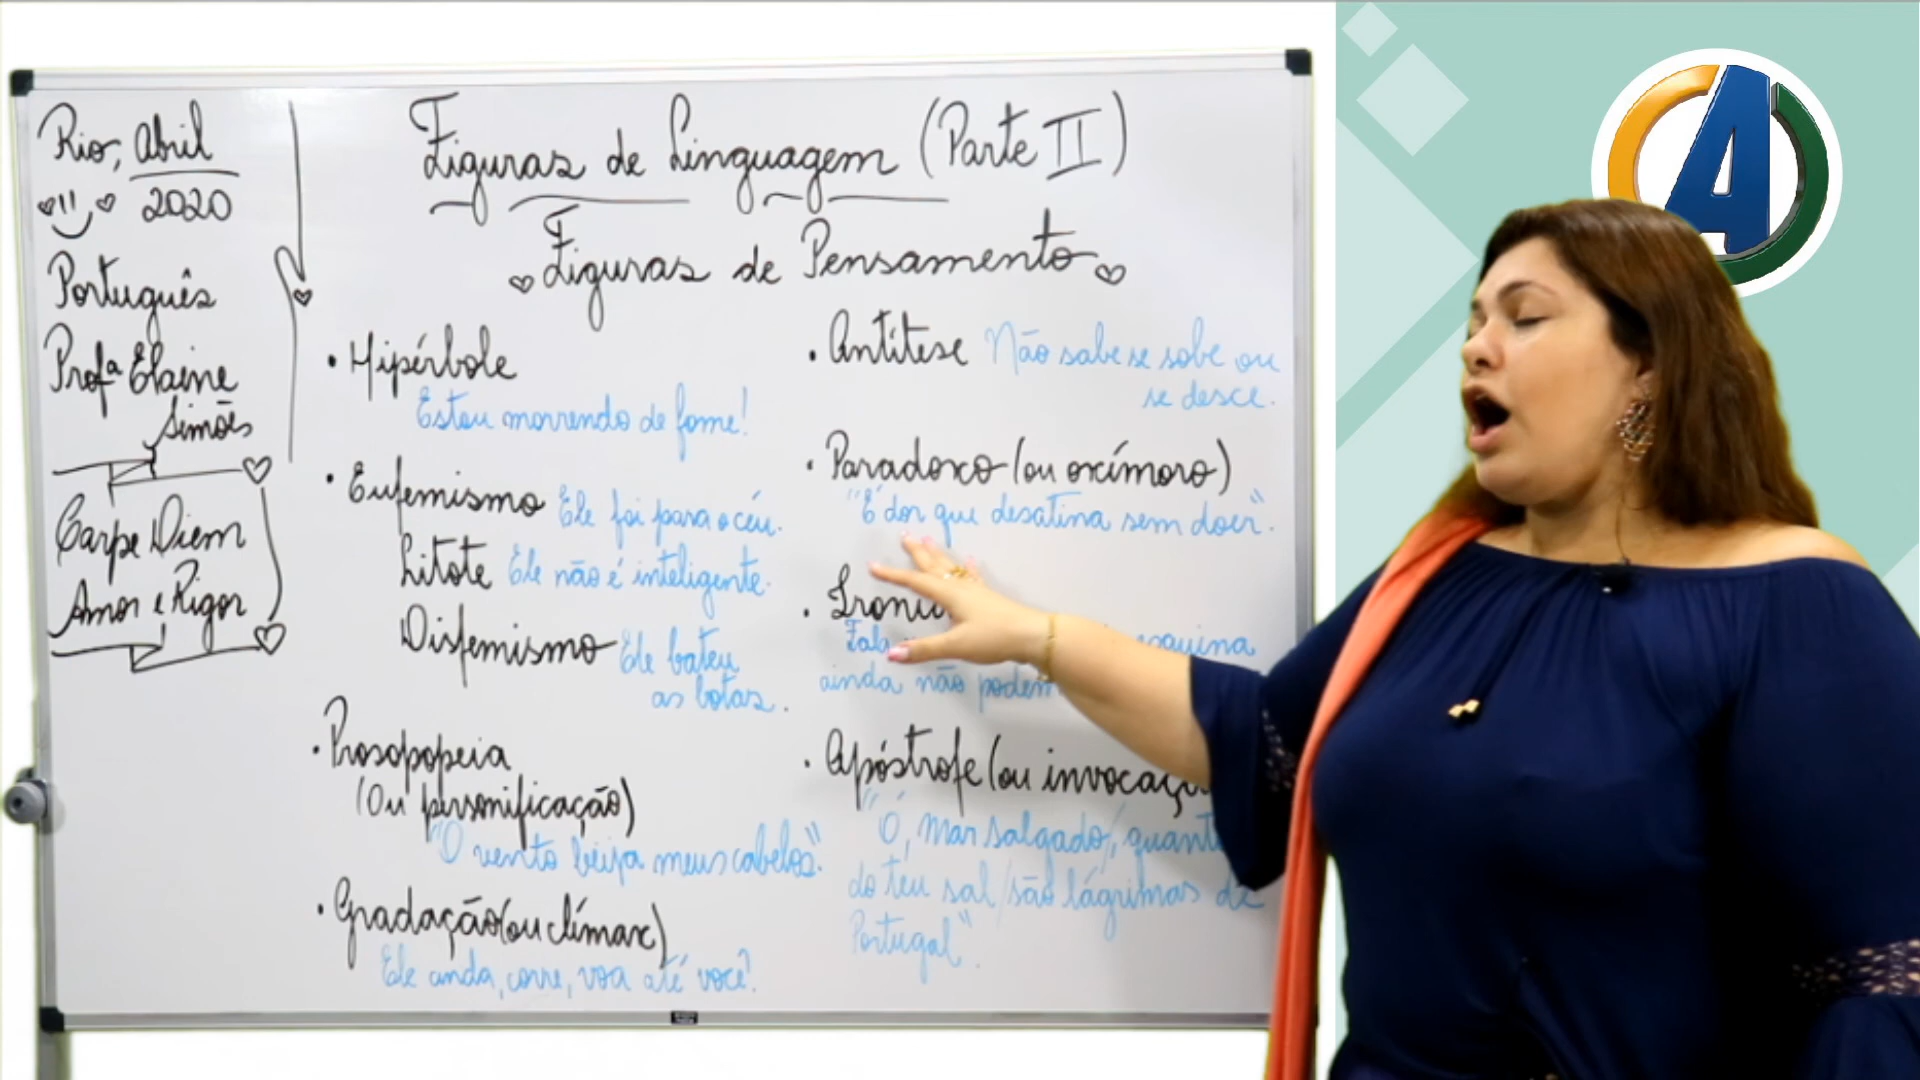 Rio, Abril
2020
Português
Profª Elaine
Simões
Carpe Diem
Amor e Rigor
Figuras de Linguagem (Parte II)
Figuras de Pensamento
• Hipérbole
Estou morrendo de fome!
• Eufemismo Ele foi para o céu.
Litote Ele não é inteligente.
Disfemismo Ele bateu
as botas.
• Prosopopeia
(Ou personificação)
"O vento beija meus cabelos".
• Gradação (ou clímax)
Ele anda, corre, voa até você!
• Antítese Não sabe se sobe ou
se desce.
• Paradoxo (ou oxímoro)
"É dor que desatina sem doer".
•
ainda não
• Apóstrofe (ou
"Ó, mar salgado, / 
do teu sal / são lágrimas de
Portugal".
A